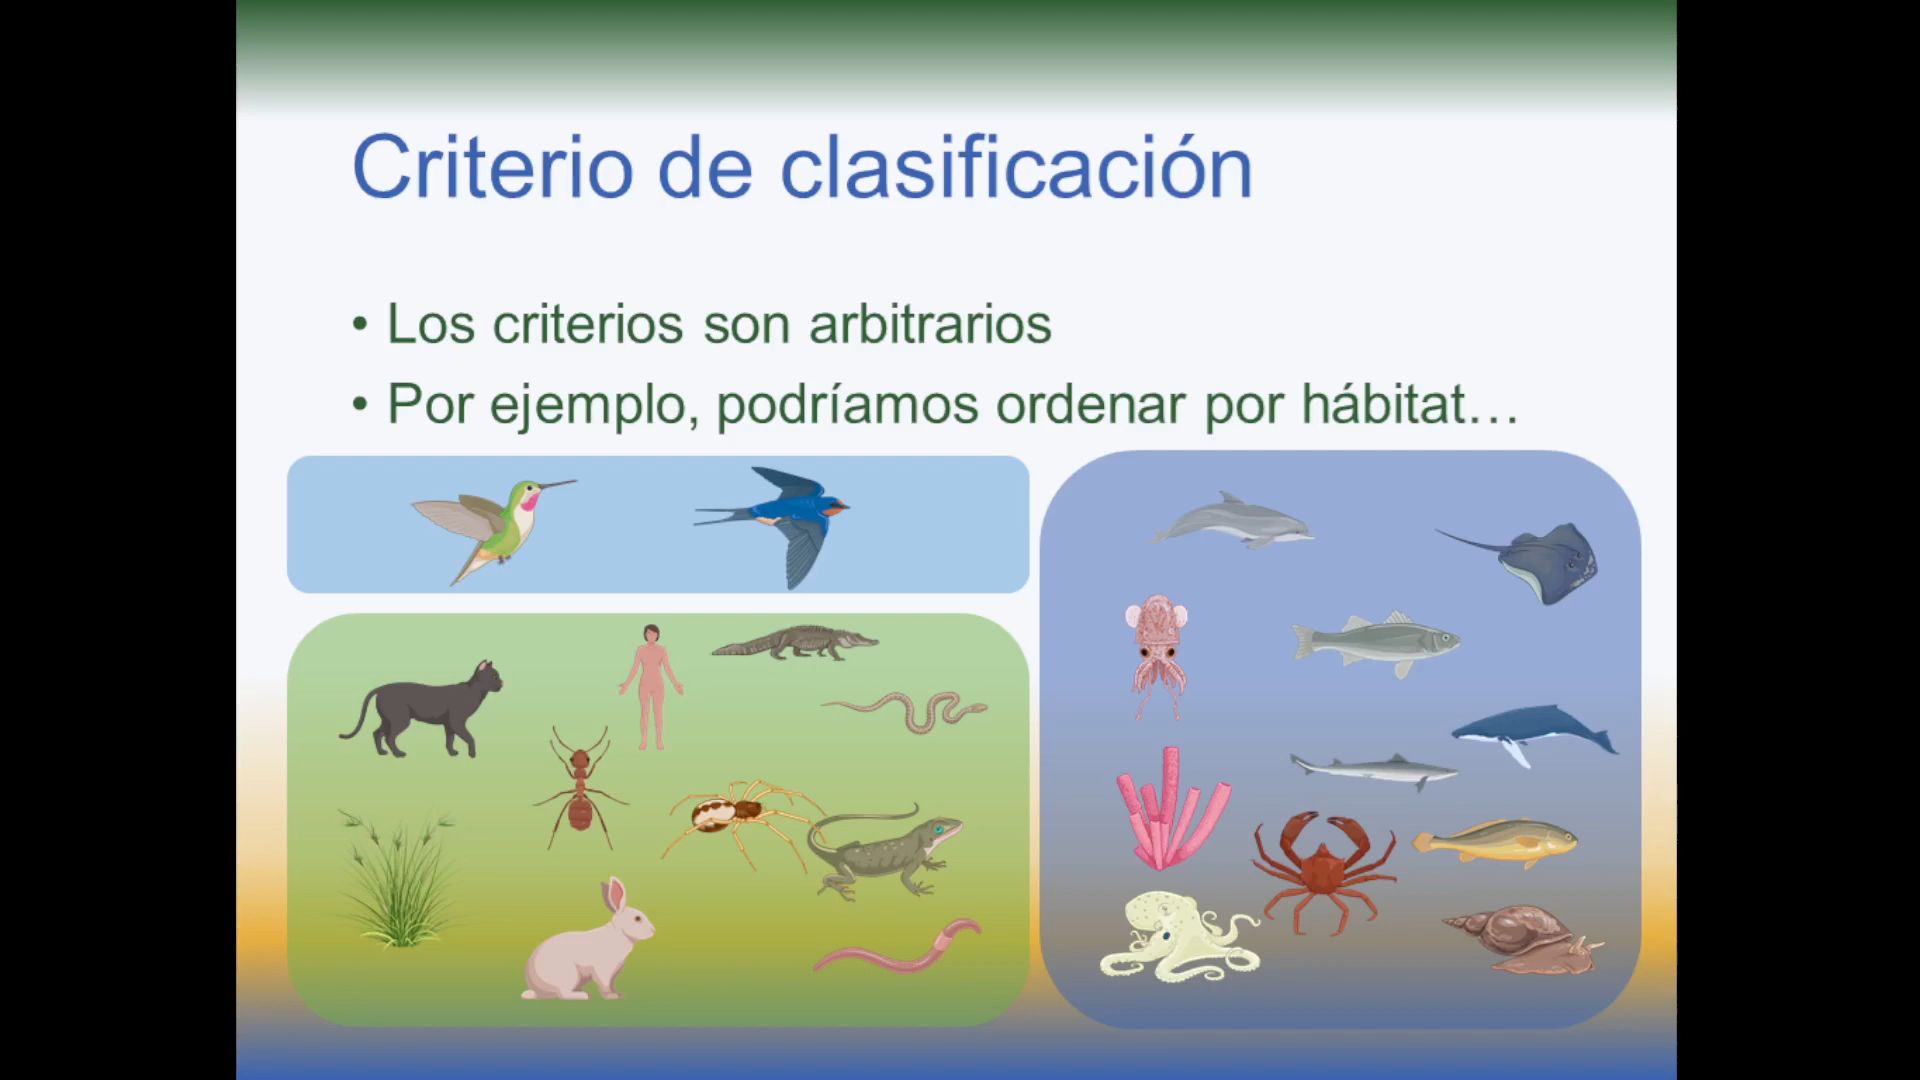 Criterio de clasificación
• Los criterios son arbitrarios
• Por ejemplo, podríamos ordenar por hábitat…